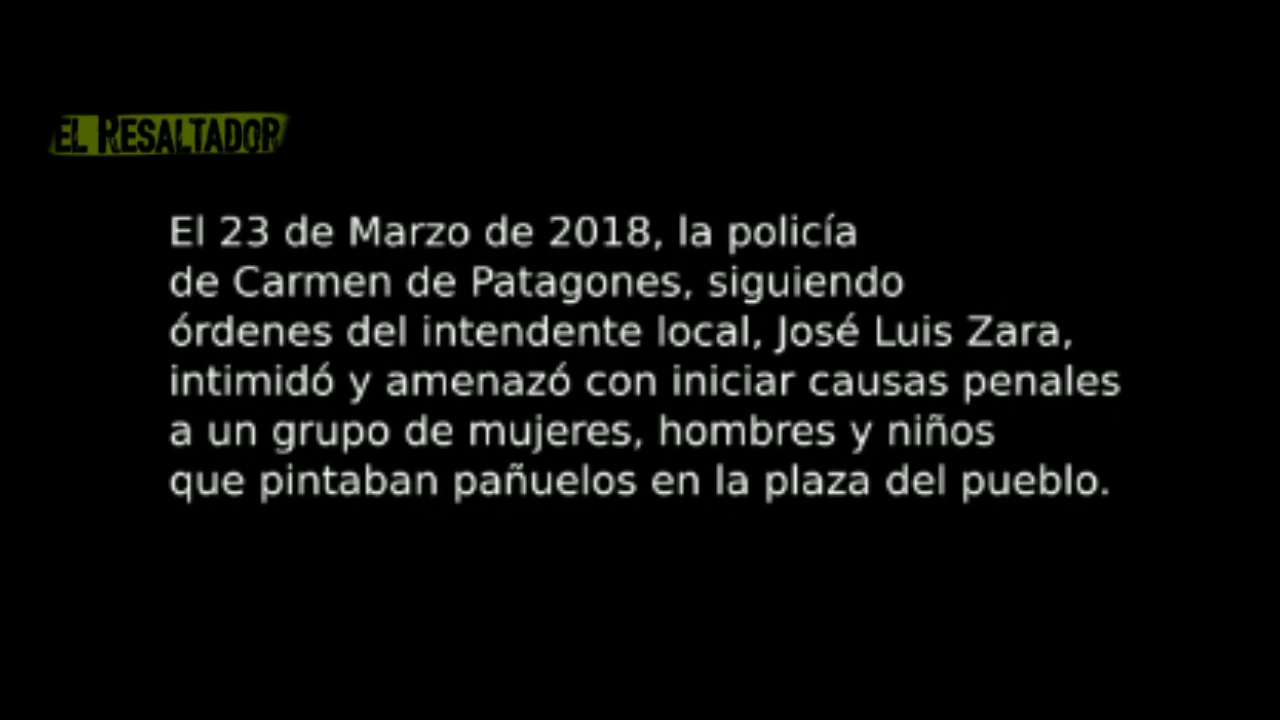 EL RESALTADOR
El 23 de Marzo de 2018, la policía
de Carmen de Patagones, siguiendo
órdenes del intendente local, José Luis Zara,
intimidó y amenazó con iniciar causas penales
a un grupo de mujeres, hombres y niños
que pintaban pañuelos en la plaza del pueblo.